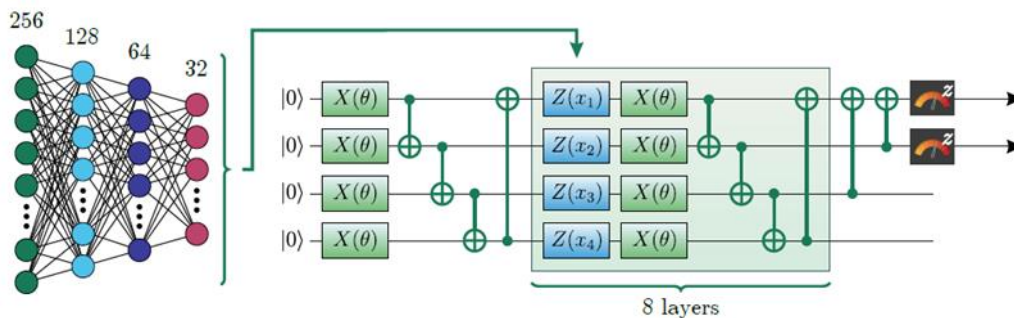 256
128
64
32
|0⟩ X(θ) Z(x₁) X(θ) z
|0⟩ X(θ) Z(x₂) X(θ) z
|0⟩ X(θ) Z(x₃) X(θ)
|0⟩ X(θ) Z(x₄) X(θ)
8 layers